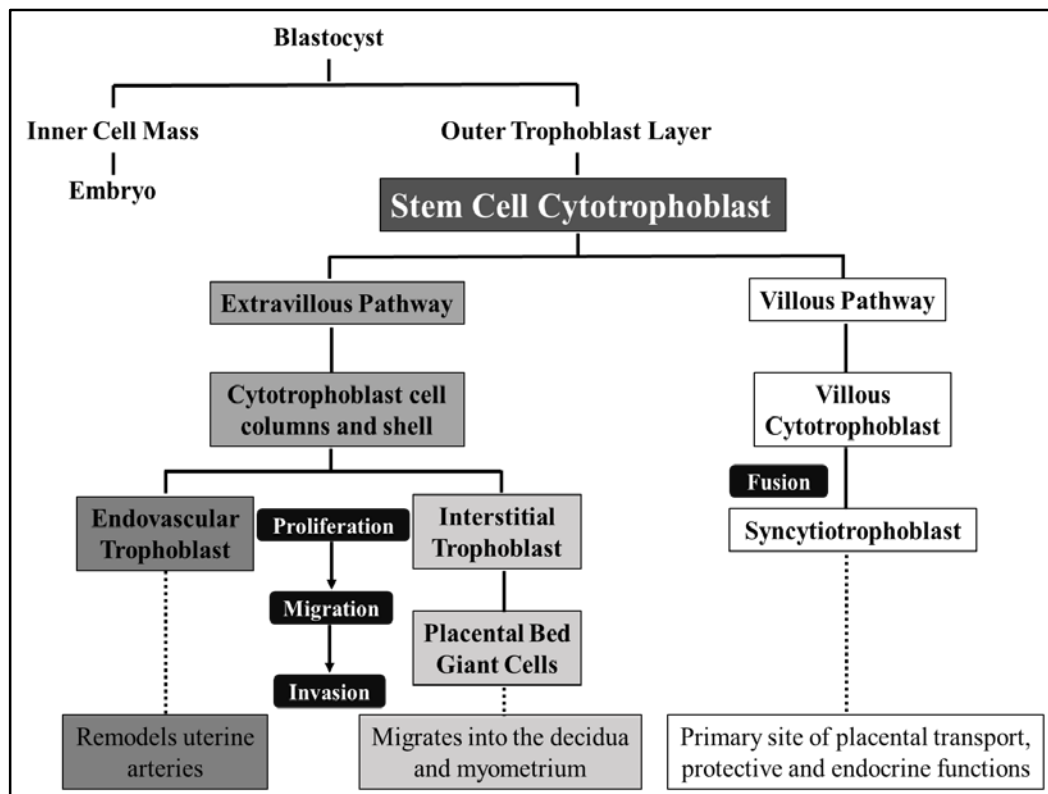 Blastocyst
Inner Cell Mass
Outer Trophoblast Layer
Embryo
Stem Cell Cytotrophoblast
Extravillous Pathway
Villous Pathway
Cytotrophoblast cell
columns and shell
Villous
Cytotrophoblast
Fusion
Endovascular
Trophoblast
Proliferation
Interstitial
Trophoblast
Syncytiotrophoblast
Migration
Placental Bed
Giant Cells
Invasion
Remodels uterine
arteries
Migrates into the decidua
and myometrium
Primary site of placental transport,
protective and endocrine functions